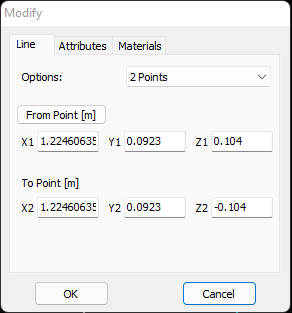 Modify
Line Attributes Materials
Options: 2 Points
From Point [m]
X1 1.22460635 Y1 0.0923 Z1 0.104
To Point [m]
X2 1.22460635 Y2 0.0923 Z2 -0.104
OK Cancel